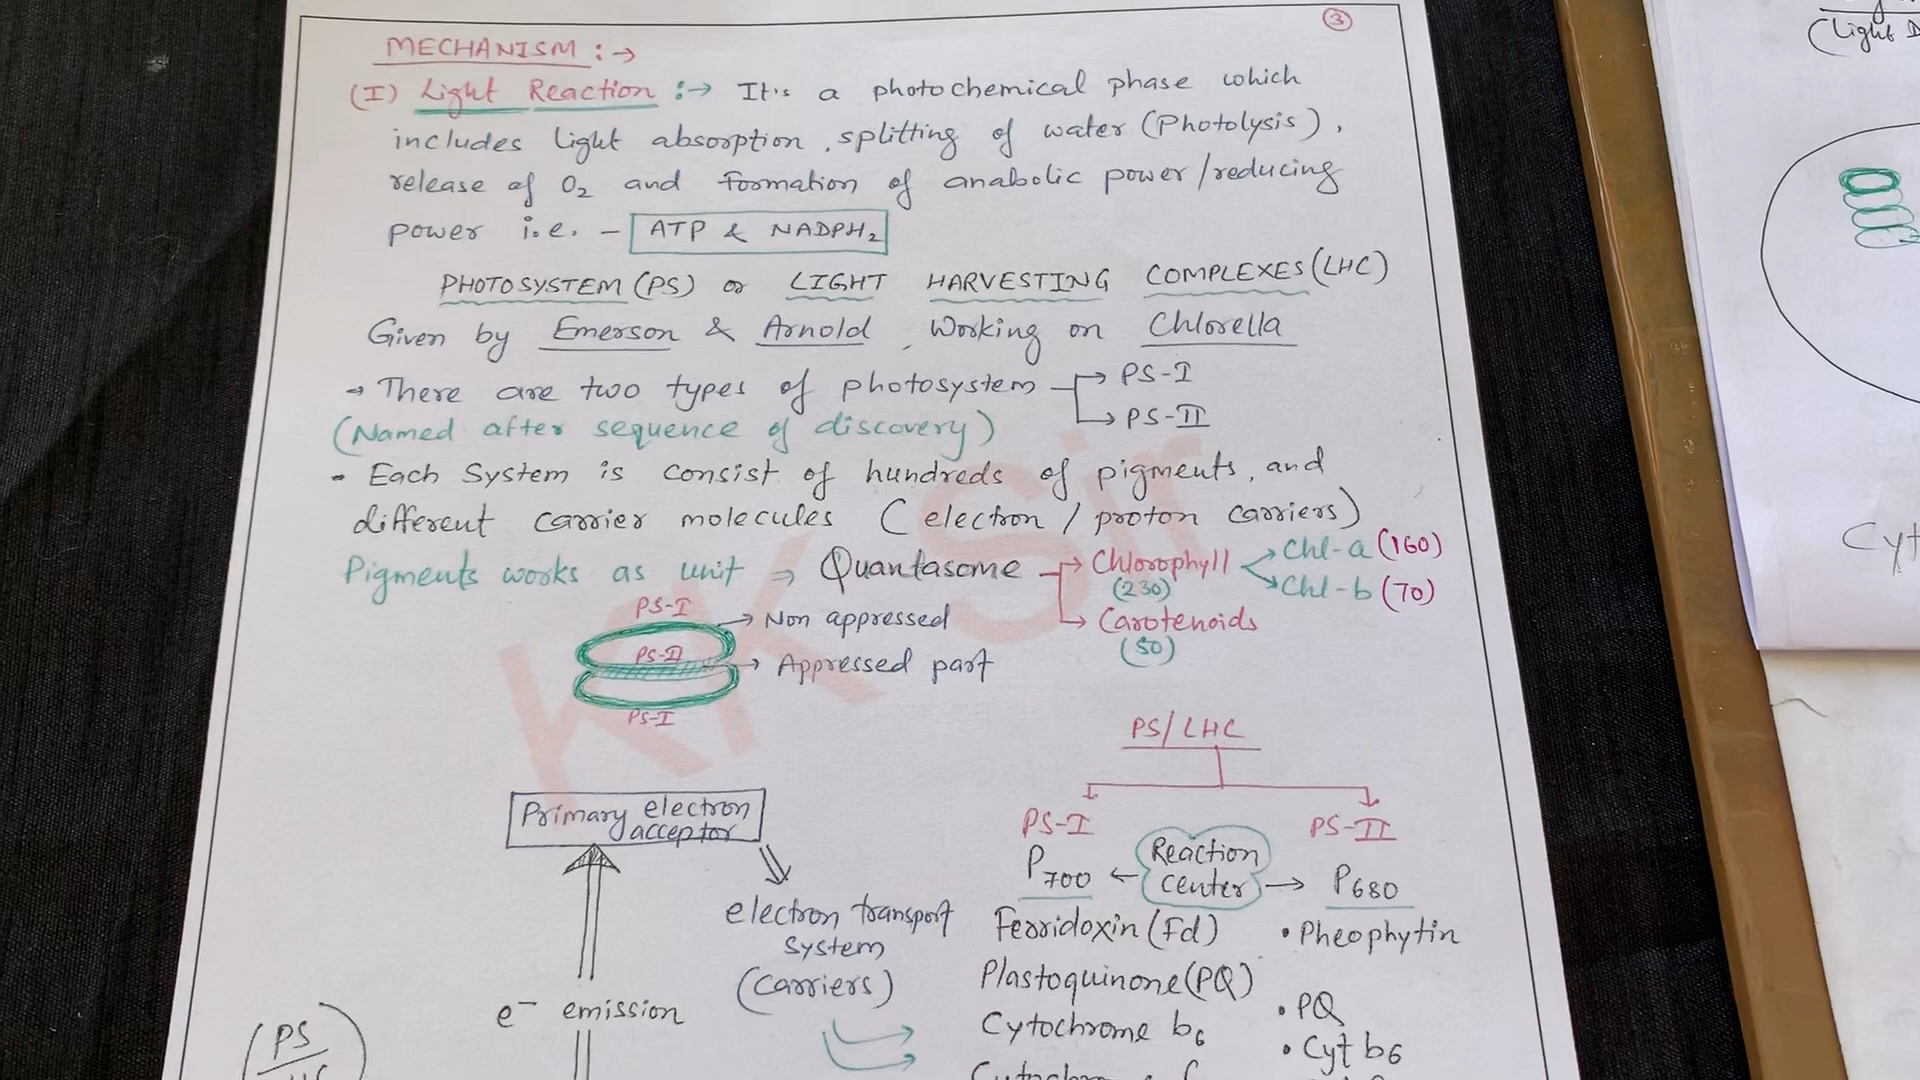 3
MECHANISM :→
(I) Light Reaction :→ It's a photochemical phase which
includes light absorption, splitting of water (Photolysis),
release of O₂ and formation of anabolic power/reducing
power i.e. – ATP & NADPH₂
PHOTOSYSTEM (PS) or LIGHT HARVESTING COMPLEXES (LHC)
Given by Emerson & Arnold, Working on Chlorella
→ There are two types of photosystem → PS-I
→ PS-II
(Named after sequence of discovery)
- Each System is consist of hundreds of pigments, and
different carrier molecules (electron / proton carriers)
Pigments works as unit ⇒ Quantasome → Chlorophyll → Chl-a (160)
(230) → Chl-b (70)
→ Carotenoids
(50)
PS-I
→ Non appressed
PS-II
→ Appressed part
PS-I
KK Sir
PS/LHC
PS-I
PS-II
Primary electron
acceptor
Reaction
center
P700 ← → P680
electron transport
system
(carriers)
Ferridoxin (Fd)
• Pheophytin
Plastoquinone (PQ)
• PQ
Cytochrome b6
• Cyt b6
e⁻ emission
PS
(Light D
Cyt